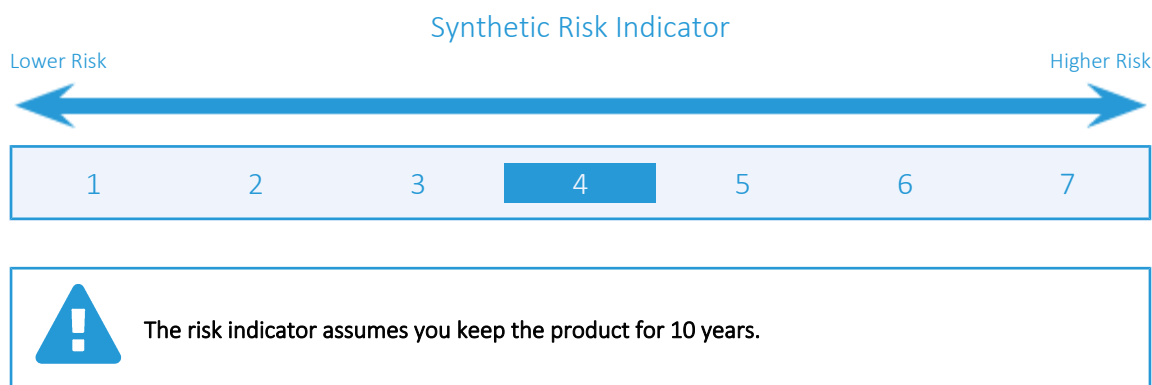 Synthetic Risk Indicator
Lower Risk Higher Risk
1 2 3 4 5 6 7
The risk indicator assumes you keep the product for 10 years.